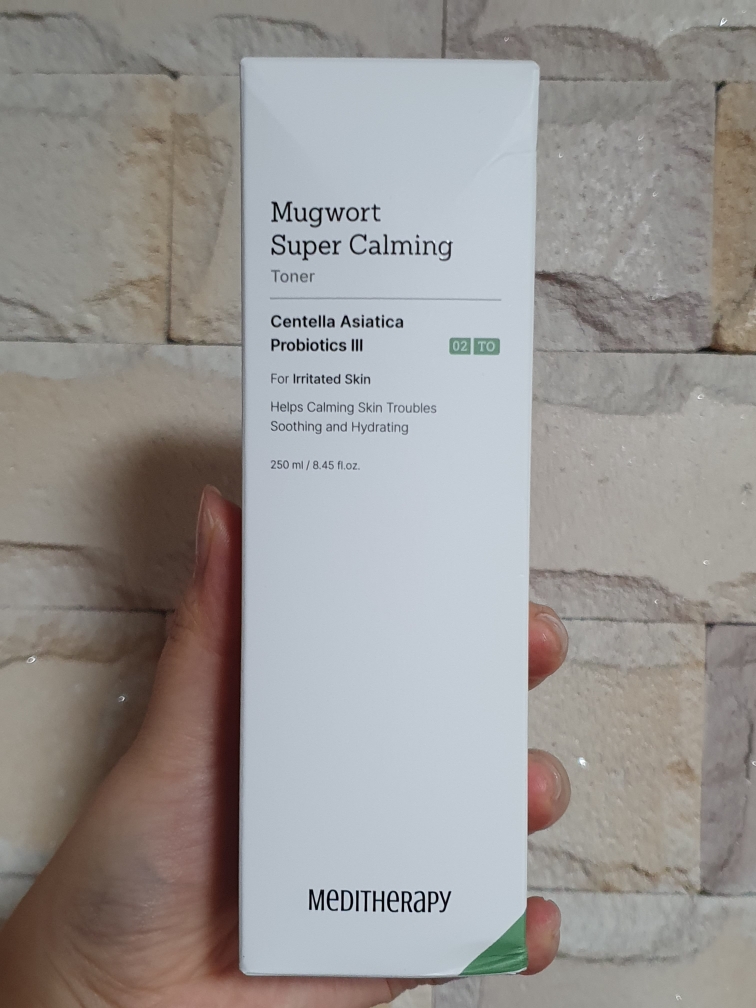 Mugwort
Super Calming
Toner
Centella Asiatica
Probiotics III
02 TO
For Irritated Skin
Helps Calming Skin Troubles
Soothing and Hydrating
250 ml / 8.45 fl.oz.
MEDITHERAPY